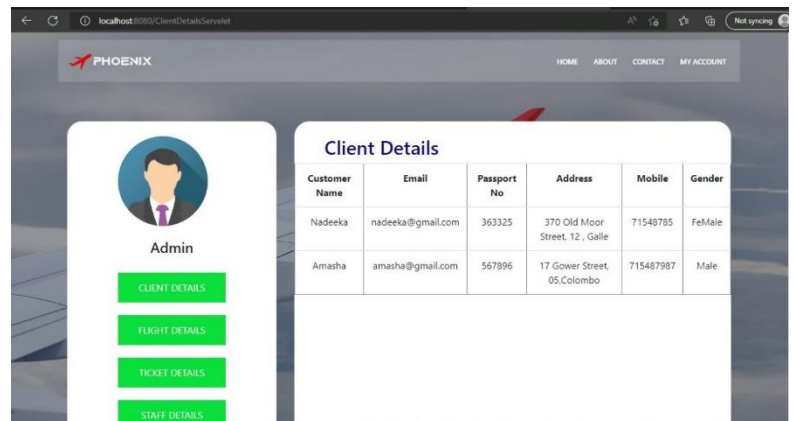 localhost:8080/ClientDetailsServelet
Not syncing
PHOENIX
HOME ABOUT CONTACT MY ACCOUNT
Admin
CLIENT DETAILS
FLIGHT DETAILS
TICKET DETAILS
STAFF DETAILS
Client Details
Customer Name Email Passport No Address Mobile Gender
Nadeeka nadeeka@gmail.com 363325 370 Old Moor Street, 12 , Galle 71548785 FeMale
Amasha amasha@gmail.com 567896 17 Gower Street, 05,Colombo 715487987 Male